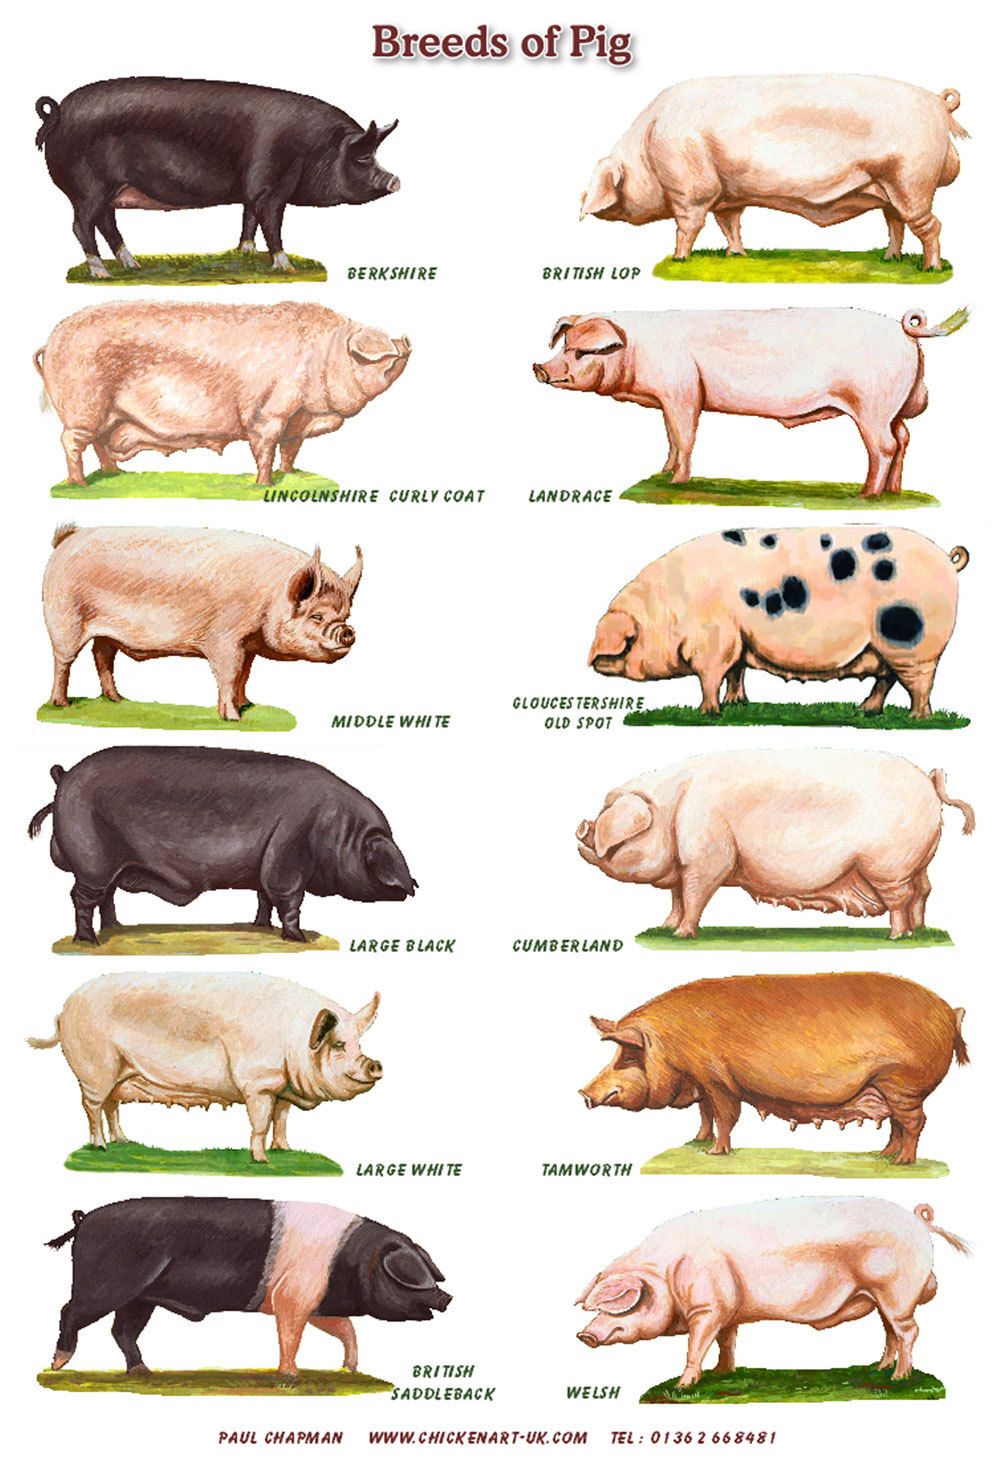 Breeds of Pig
BERKSHIRE
BRITISH LOP
LINCOLNSHIRE CURLY COAT
LANDRACE
MIDDLE WHITE
GLOUCESTERSHIRE
OLD SPOT
LARGE BLACK
CUMBERLAND
LARGE WHITE
TAMWORTH
BRITISH
SADDLEBACK
WELSH
PAUL CHAPMAN WWW.CHICKENART-UK.COM TEL : 01362 668481